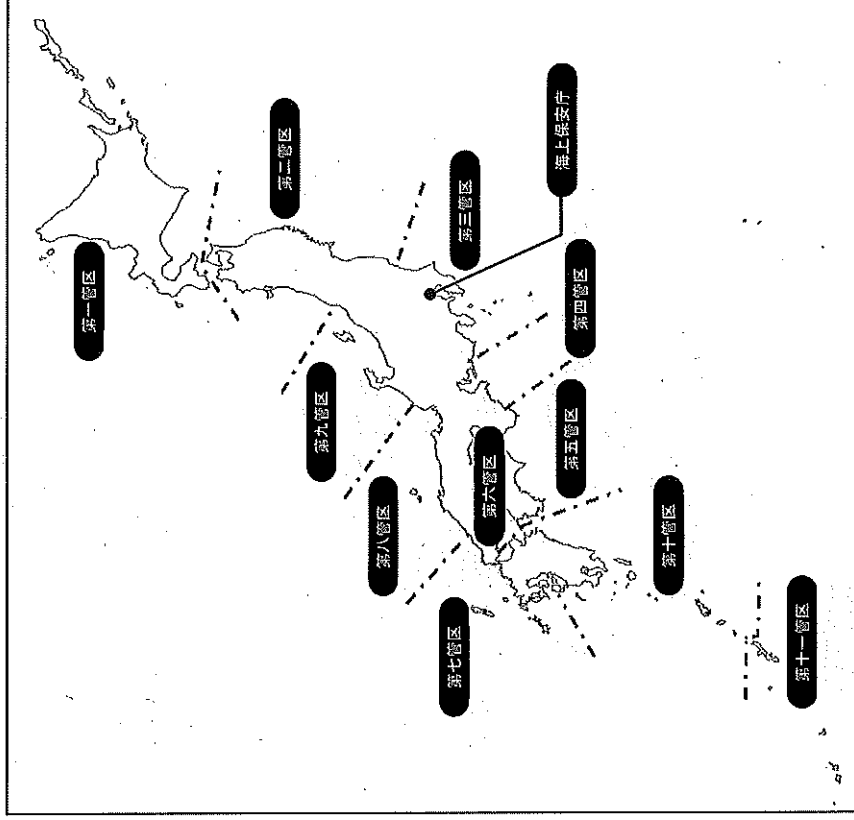 第一管区
第二管区
第三管区
海上保安庁
第四管区
第五管区
第六管区
第七管区
第八管区
第九管区
第十管区
第十一管区